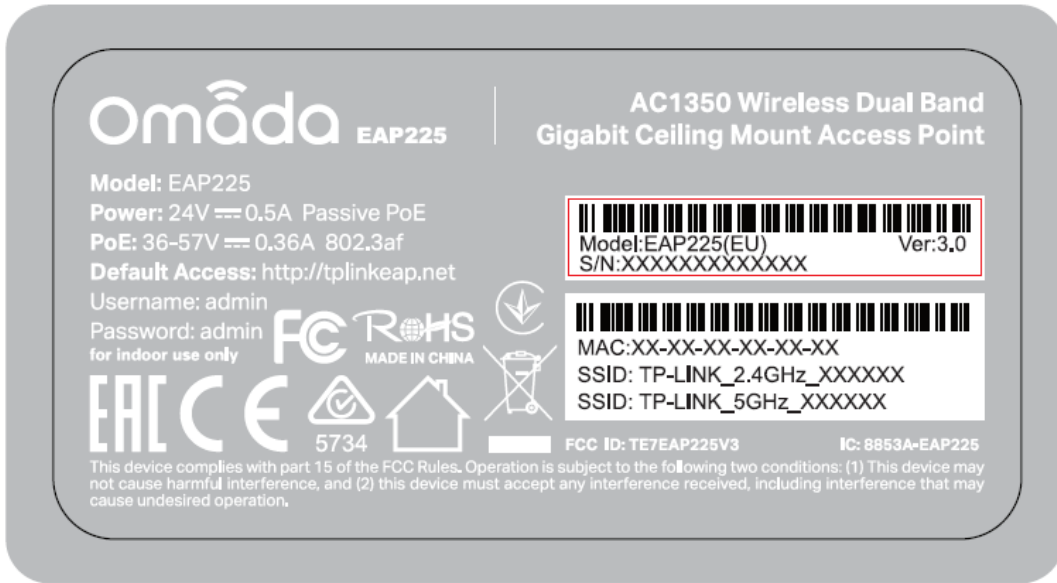 Omada EAP225
AC1350 Wireless Dual Band
Gigabit Ceiling Mount Access Point
Model: EAP225
Power: 24V ⎓ 0.5A Passive PoE
PoE: 36-57V ⎓ 0.36A 802.3af
Default Access: http://tplinkeap.net
Username: admin
Password: admin
for indoor use only
FC
RoHS
MADE IN CHINA
EAC CE
5734
Model:EAP225(EU) Ver:3.0
S/N:XXXXXXXXXXXXX
MAC:XX-XX-XX-XX-XX-XX
SSID: TP-LINK_2.4GHz_XXXXXX
SSID: TP-LINK_5GHz_XXXXXX
FCC ID: TE7EAP225V3 IC: 8853A-EAP225
This device complies with part 15 of the FCC Rules. Operation is subject to the following two conditions: (1) This device may
not cause harmful interference, and (2) this device must accept any interference received, including interference that may
cause undesired operation.